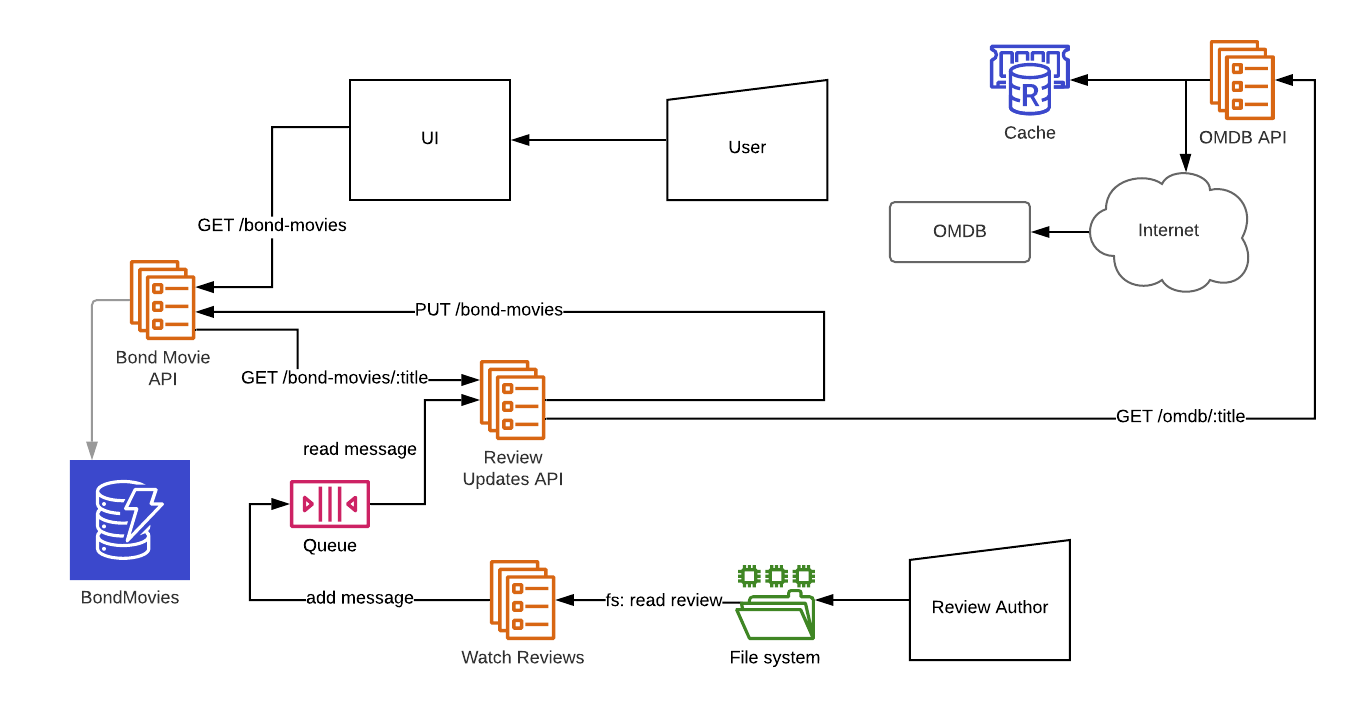 UI
User
R
Cache
OMDB API
GET /bond-movies
OMDB
Internet
PUT /bond-movies
Bond Movie
API
GET /bond-movies/:title
GET /omdb/:title
read message
Review
Updates API
Queue
BondMovies
add message
fs: read review
Review Author
Watch Reviews
File system